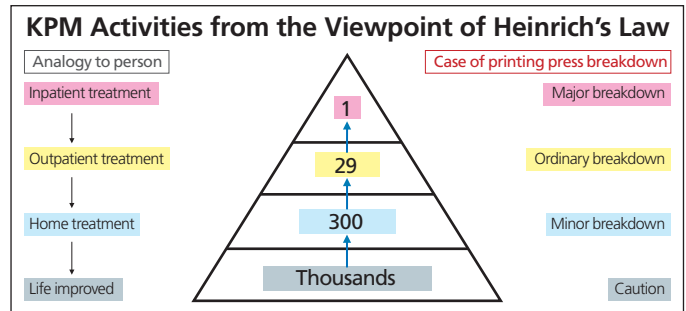 KPM Activities from the Viewpoint of Heinrich's Law
Analogy to person
Case of printing press breakdown
Inpatient treatment
1
Major breakdown
Outpatient treatment
29
Ordinary breakdown
Home treatment
300
Minor breakdown
Life improved
Thousands
Caution